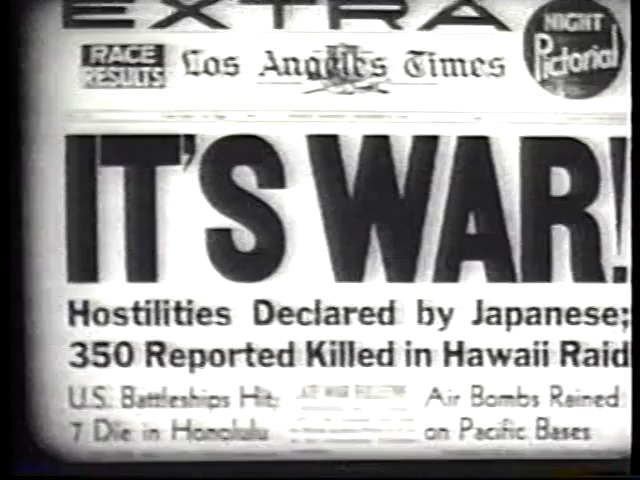 EXTRA
NIGHT
Pictorial
RACE
RESULTS
Los Angeles Times
IT'S WAR!
Hostilities Declared by Japanese;
350 Reported Killed in Hawaii Raid
U.S. Battleships Hit;
7 Die in Honolulu
Air Bombs Rained
on Pacific Bases